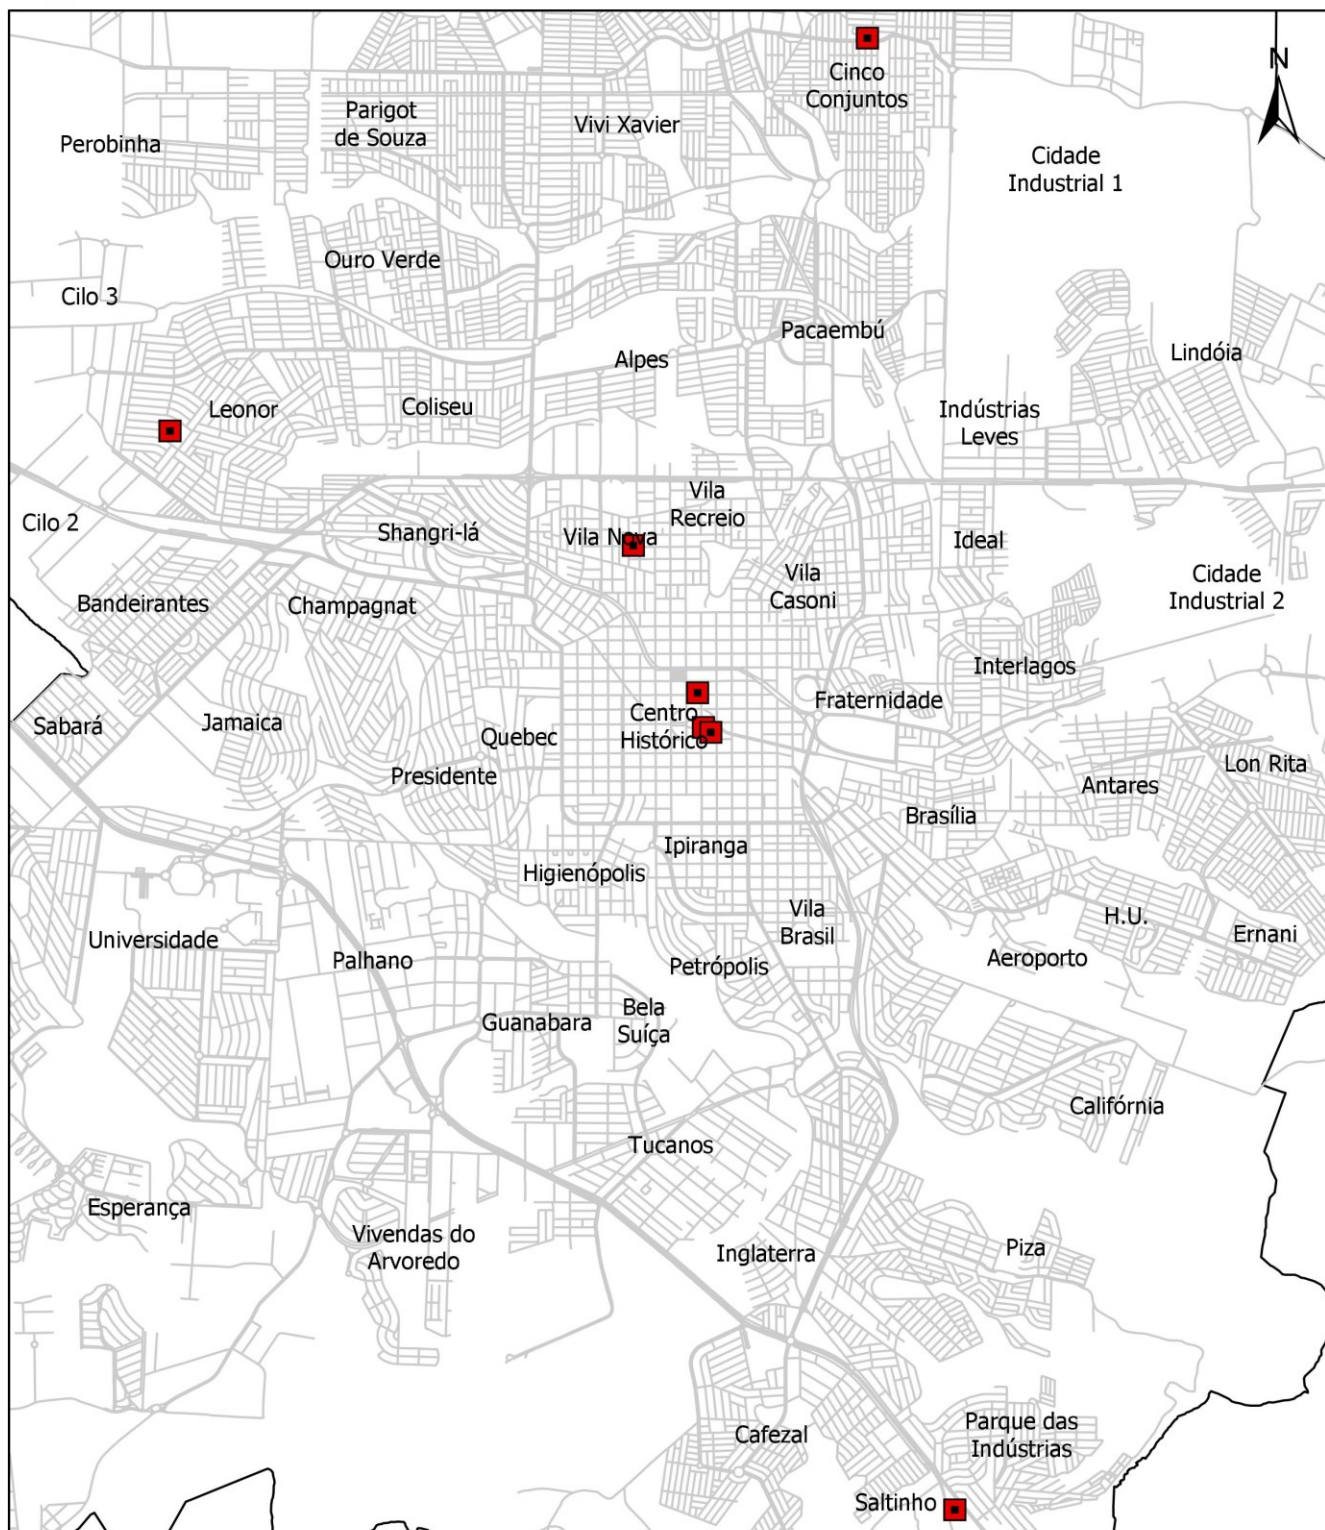 N
Cinco
Conjuntos
Parigot
de Souza
Vivi Xavier
Perobinha
Cidade
Industrial 1
Ouro Verde
Cilo 3
Pacaembú
Alpes
Lindóia
Leonor
Coliseu
Indústrias
Leves
Vila
Recreio
Cilo 2
Shangri-lá
Vila Nova
Ideal
Vila
Casoni
Cidade
Industrial 2
Bandeirantes
Champagnat
Interlagos
Fraternidade
Sabará
Jamaica
Centro
Histórico
Quebec
Presidente
Lon Rita
Antares
Brasília
Ipiranga
Higienópolis
Vila
Brasil
H.U.
Ernani
Universidade
Palhano
Petrópolis
Aeroporto
Guanabara
Bela
Suíça
Califórnia
Tucanos
Esperança
Vivendas do
Arvoredo
Inglaterra
Piza
Cafezal
Parque das
Indústrias
Saltinho